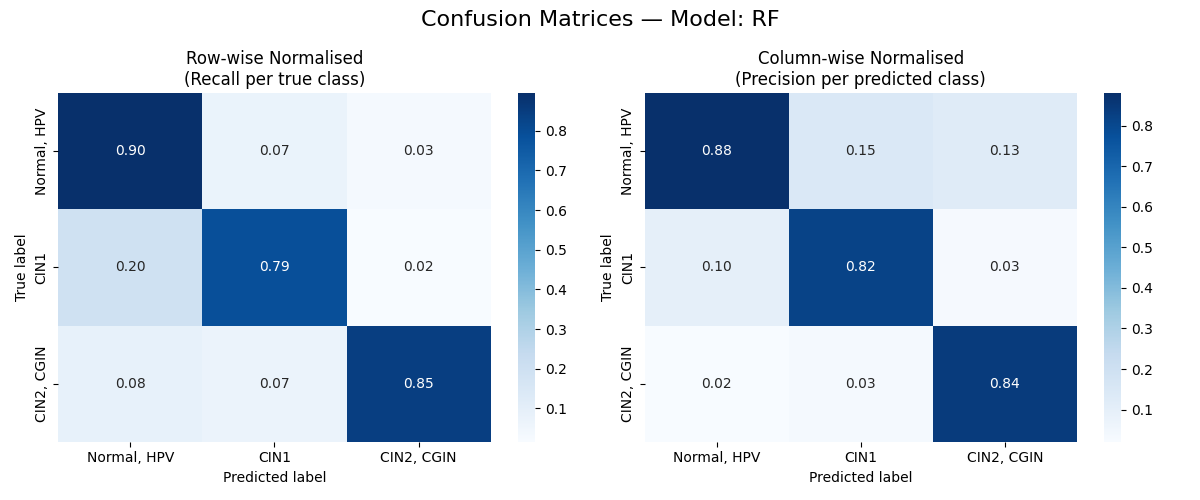 Confusion Matrices — Model: RF
Row-wise Normalised
(Recall per true class)
True label
Normal, HPV
CIN1
CIN2, CGIN
0.90 0.07 0.03
0.20 0.79 0.02
0.08 0.07 0.85
Normal, HPV CIN1 CIN2, CGIN
Predicted label
0.8
0.7
0.6
0.5
0.4
0.3
0.2
0.1
Column-wise Normalised
(Precision per predicted class)
True label
Normal, HPV
CIN1
CIN2, CGIN
0.88 0.15 0.13
0.10 0.82 0.03
0.02 0.03 0.84
Normal, HPV CIN1 CIN2, CGIN
Predicted label
0.8
0.7
0.6
0.5
0.4
0.3
0.2
0.1